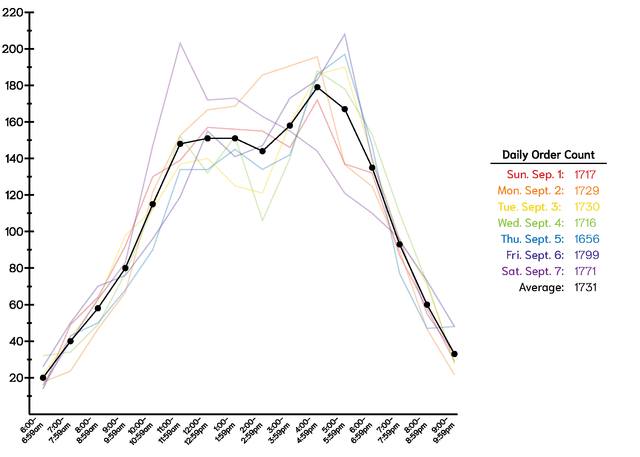 220
200
180
160
140
120
100
80
60
40
20
6:00-
6:59am
7:00-
7:59am
8:00-
8:59am
9:00-
9:59am
10:00-
10:59am
11:00-
11:59am
12:00-
12:59pm
1:00-
1:59pm
2:00-
2:59pm
3:00-
3:59pm
4:00-
4:59pm
5:00-
5:59pm
6:00-
6:59pm
7:00-
7:59pm
8:00-
8:59pm
9:00-
9:59pm
Daily Order Count
Sun. Sep. 1: 1717
Mon. Sept. 2: 1729
Tue. Sept. 3: 1730
Wed. Sept. 4: 1716
Thu. Sept. 5: 1656
Fri. Sept. 6: 1799
Sat. Sept. 7: 1771
Average: 1731